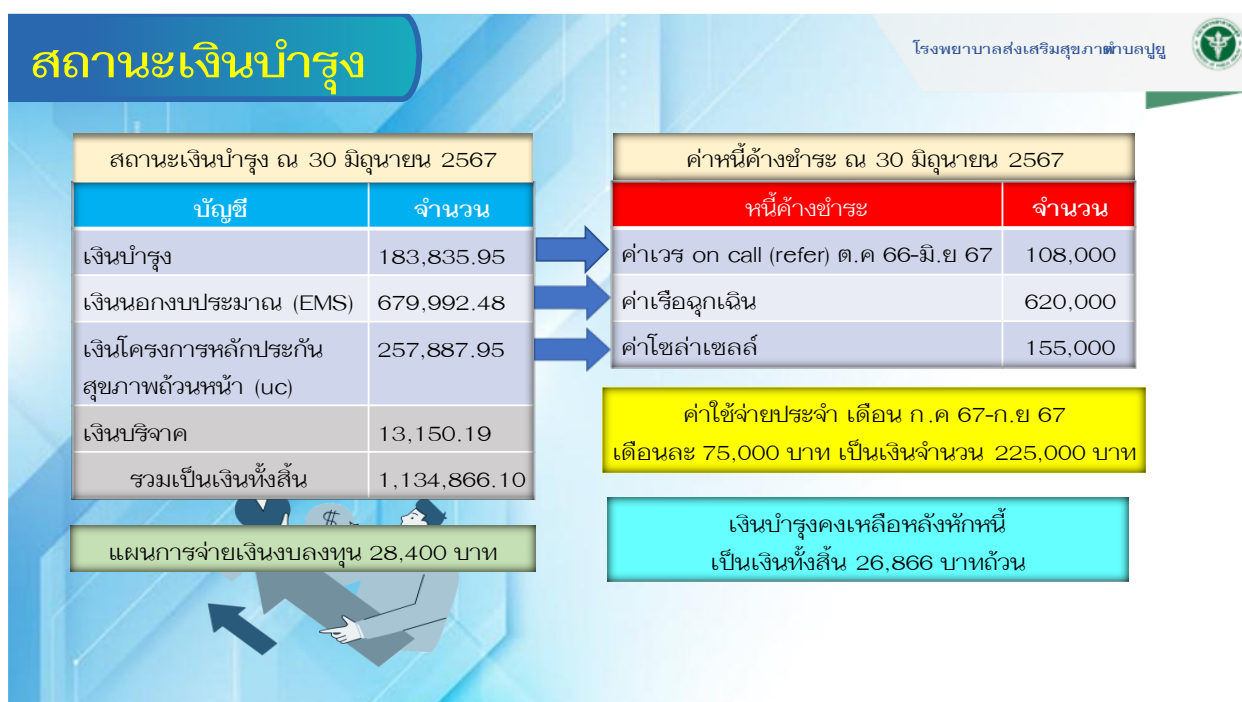 สถานะเงินบำรุง
โรงพยาบาลส่งเสริมสุขภาพตำบลปูยู
สถานะเงินบำรุง ณ 30 มิถุนายน 2567
บัญชี จำนวน
เงินบำรุง 183,835.95
เงินนอกงบประมาณ (EMS) 679,992.48
เงินโครงการหลักประกัน 257,887.95
สุขภาพถ้วนหน้า (uc)
เงินบริจาค 13,150.19
รวมเป็นเงินทั้งสิ้น 1,134,866.10
แผนการจ่ายเงินงบลงทุน 28,400 บาท
ค่าหนี้ค้างชำระ ณ 30 มิถุนายน 2567
หนี้ค้างชำระ จำนวน
ค่าเวร on call (refer) ต.ค 66-มิ.ย 67 108,000
ค่าเรือฉุกเฉิน 620,000
ค่าโซล่าเซลล์ 155,000
ค่าใช้จ่ายประจำ เดือน ก.ค 67-ก.ย 67
เดือนละ 75,000 บาท เป็นเงินจำนวน 225,000 บาท
เงินบำรุงคงเหลือหลังหักหนี้
เป็นเงินทั้งสิ้น 26,866 บาทถ้วน